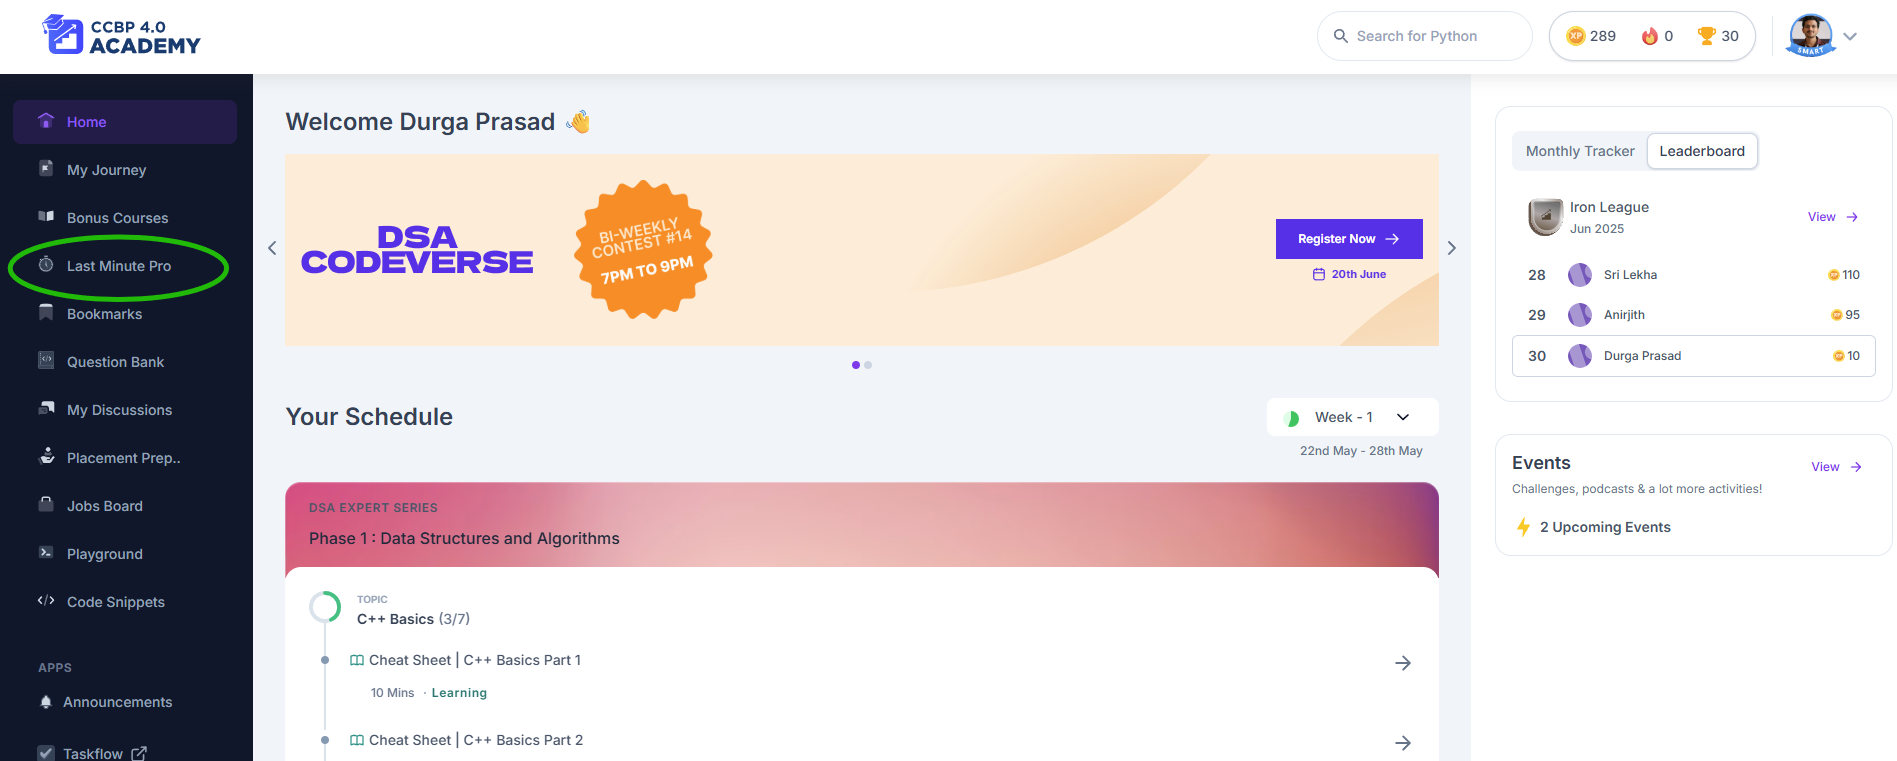 CCBP 4.0
ACADEMY
Search for Python
XP 289
0
30
SMART
Home
My Journey
Bonus Courses
Last Minute Pro
Bookmarks
Question Bank
My Discussions
Placement Prep..
Jobs Board
Playground
Code Snippets
APPS
Announcements
Taskflow
Welcome Durga Prasad
DSA
CODEVERSE
BI-WEEKLY
CONTEST #14
7PM TO 9PM
Register Now
20th June
Your Schedule
Week - 1
22nd May - 28th May
DSA EXPERT SERIES
Phase 1 : Data Structures and Algorithms
TOPIC
C++ Basics (3/7)
Cheat Sheet | C++ Basics Part 1
10 Mins · Learning
Cheat Sheet | C++ Basics Part 2
Monthly Tracker
Leaderboard
Iron League
Jun 2025
View
28 Sri Lekha XP 110
29 Anirjith XP 95
30 Durga Prasad XP 10
Events
View
Challenges, podcasts & a lot more activities!
2 Upcoming Events